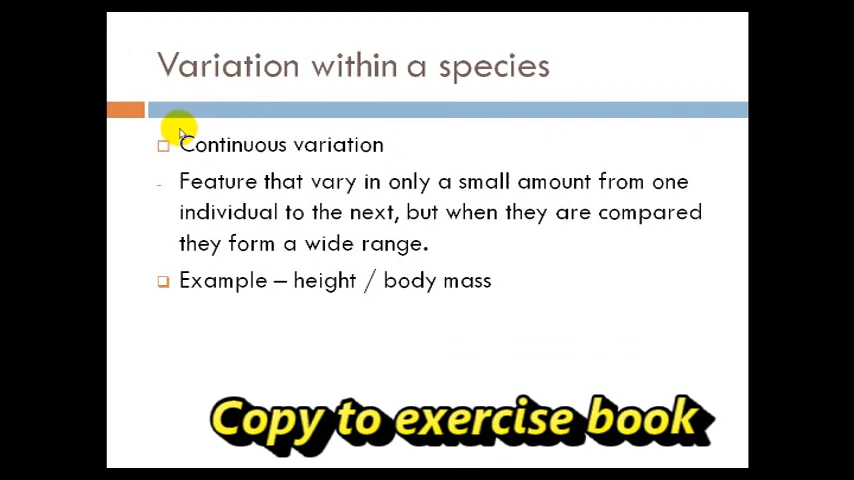 Variation within a species
Continuous variation
- Feature that vary in only a small amount from one
individual to the next, but when they are compared
they form a wide range.
Example – height / body mass
Copy to exercise book